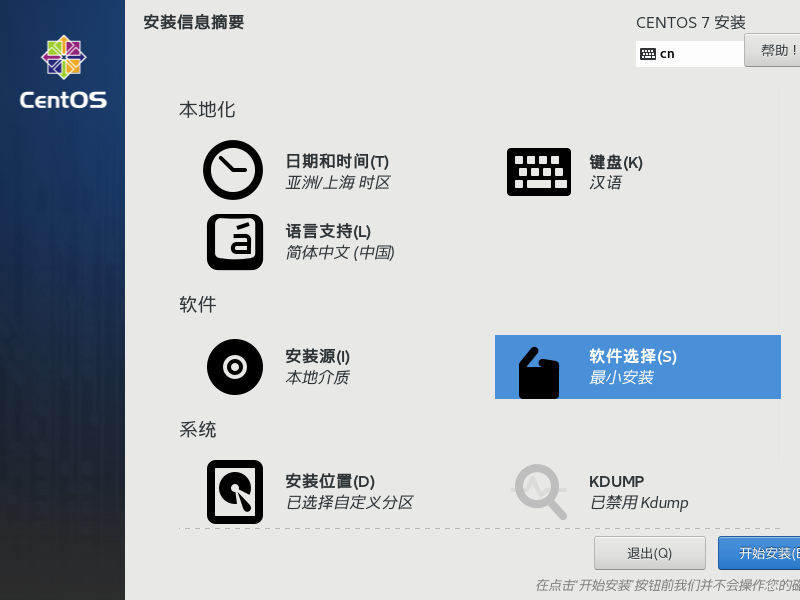 安装信息摘要
CENTOS 7 安装
cn
帮助！
CentOS
本地化
日期和时间(T)
亚洲/上海 时区
键盘(K)
汉语
语言支持(L)
简体中文 (中国)
软件
安装源(I)
本地介质
软件选择(S)
最小安装
系统
安装位置(D)
已选择自定义分区
KDUMP
已禁用 Kdump
退出(Q)
开始安装(B
在点击"开始安装"按钮前我们并不会操作您的磁